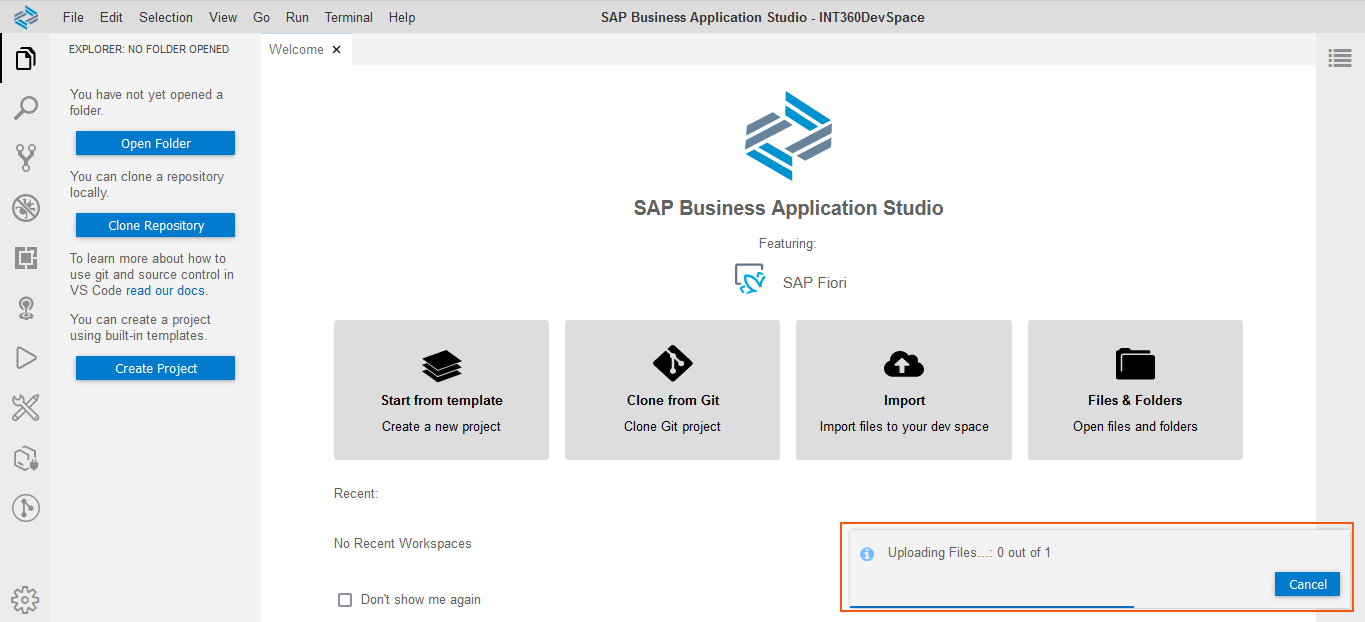 File Edit Selection View Go Run Terminal Help
SAP Business Application Studio - INT360DevSpace
EXPLORER: NO FOLDER OPENED
You have not yet opened a
folder.
Open Folder
You can clone a repository
locally.
Clone Repository
To learn more about how to
use git and source control in
VS Code read our docs.
You can create a project
using built-in templates.
Create Project
Welcome
SAP Business Application Studio
Featuring:
SAP Fiori
Start from template
Create a new project
Clone from Git
Clone Git project
Import
Import files to your dev space
Files & Folders
Open files and folders
Recent:
No Recent Workspaces
Don't show me again
Uploading Files...: 0 out of 1
Cancel